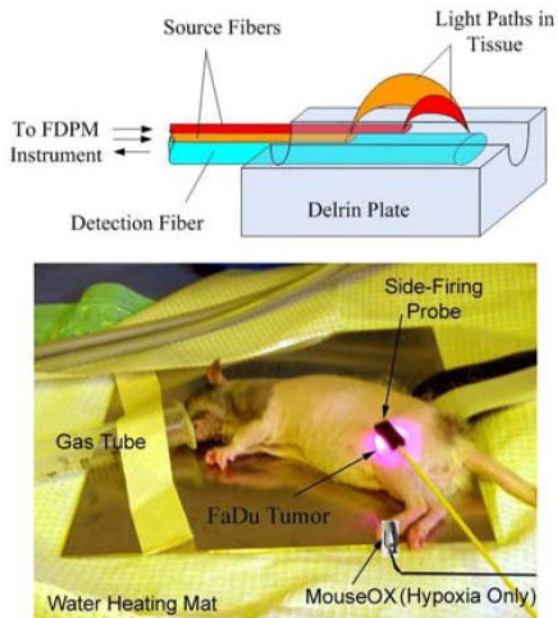 Source Fibers
Light Paths in
Tissue
To FDPM
Instrument
Detection Fiber
Delrin Plate
Side-Firing
Probe
Gas Tube
FaDu Tumor
MouseOX (Hypoxia Only)
Water Heating Mat